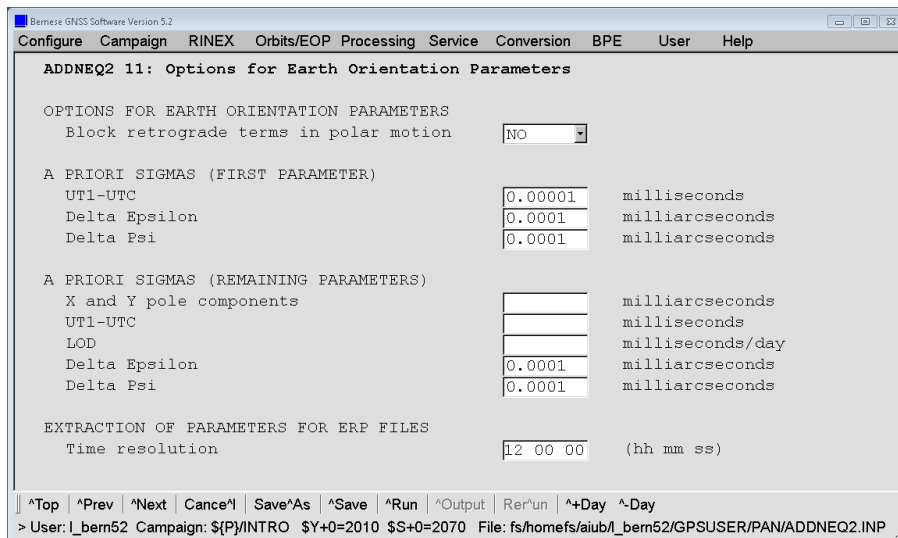 Bernese GNSS Software Version 5.2
Configure Campaign RINEX Orbits/EOP Processing Service Conversion BPE User Help
ADDNEQ2 11: Options for Earth Orientation Parameters
OPTIONS FOR EARTH ORIENTATION PARAMETERS
Block retrograde terms in polar motion NO
A PRIORI SIGMAS (FIRST PARAMETER)
UT1-UTC 0.00001 milliseconds
Delta Epsilon 0.0001 milliarcseconds
Delta Psi 0.0001 milliarcseconds
A PRIORI SIGMAS (REMAINING PARAMETERS)
X and Y pole components milliarcseconds
UT1-UTC milliseconds
LOD milliseconds/day
Delta Epsilon 0.0001 milliarcseconds
Delta Psi 0.0001 milliarcseconds
EXTRACTION OF PARAMETERS FOR ERP FILES
Time resolution 12 00 00 (hh mm ss)
^Top | ^Prev | ^Next | Cance^l | Save^As | ^Save | ^Run | ^Output | Rer^un | ^+Day ^-Day
> User: l_bern52 Campaign: ${P}/INTRO $Y+0=2010 $S+0=2070 File: fs/homefs/aiub/l_bern52/GPSUSER/PAN/ADDNEQ2.INP